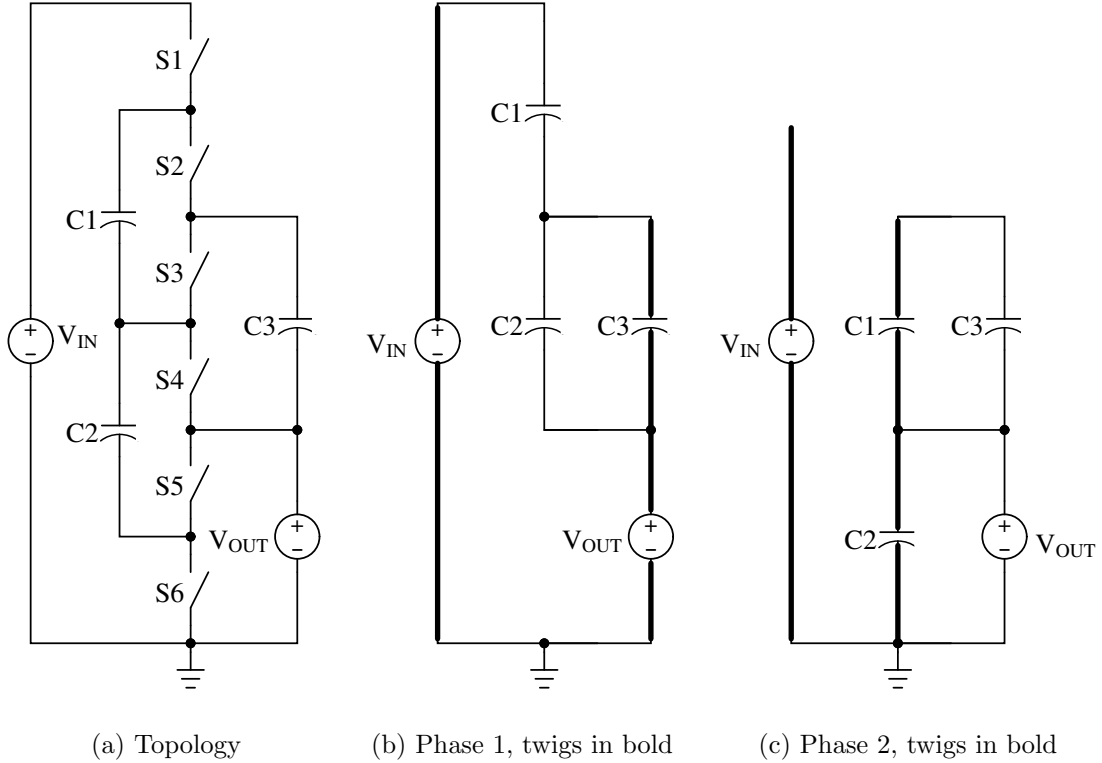 S1
S2
C1
S3
C3
V_IN
S4
C2
S5
V_OUT
S6
(a) Topology
C1
C2
C3
V_IN
V_OUT
(b) Phase 1, twigs in bold
V_IN
C1
C3
C2
V_OUT
(c) Phase 2, twigs in bold